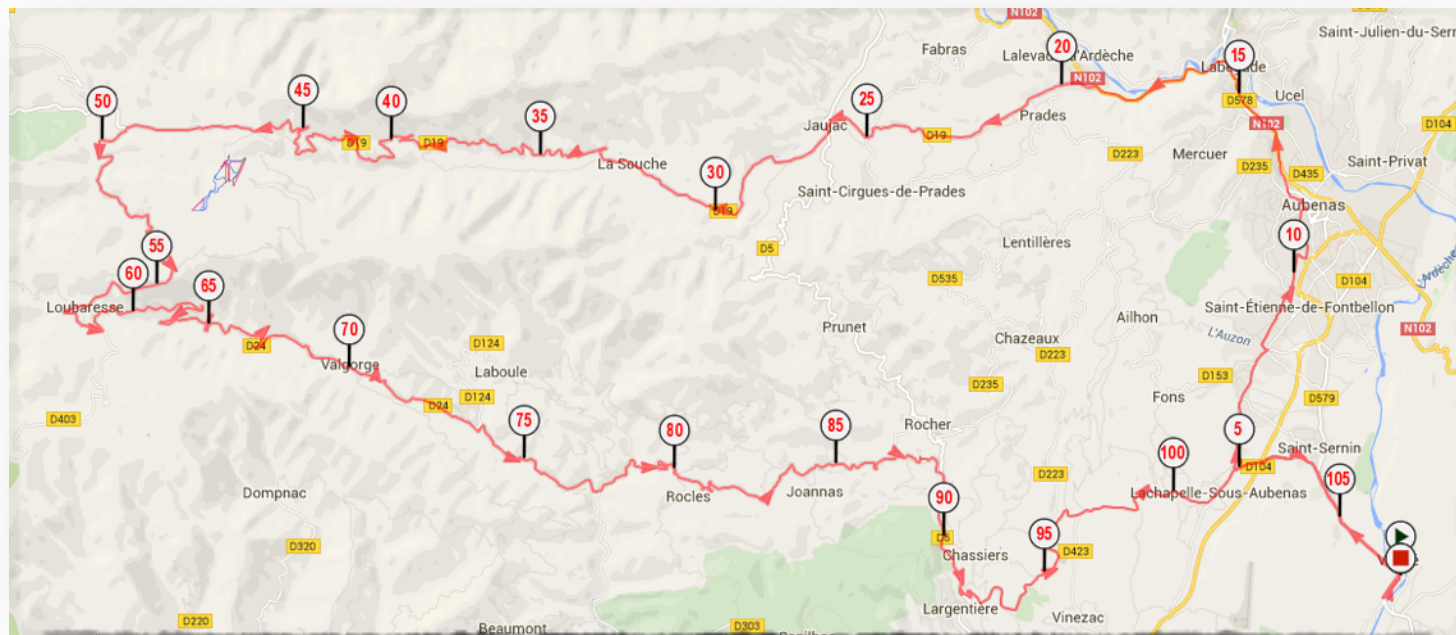 N102
Saint-Julien-du-Serr
Fabras
20
Lalevade-d'Ardèche
15
Labégude
N102
50
45
40
35
25
D578
Ucel
N102
D104
Jaujac
D19
Prades
D19
D19
La Souche
D223
Mercuer
D235
D435
Saint-Privat
30
D19
Saint-Cirgues-de-Prades
Aubenas
10
55
D5
Lentillères
60
65
D535
D104
L'Ardèche
Loubaresse
Saint-Étienne-de-Fontbellon
70
Prunet
Ailhon
L'Auzon
N102
D24
D124
Chazeaux
Valgorge
Laboule
D223
D235
D153
D579
D403
D24
D124
Fons
75
80
85
Rocher
5
Saint-Sernin
100
D104
D223
Dompnac
Rocles
Joannas
90
Lachapelle-Sous-Aubenas
105
D320
D5
95
D423
Chassiers
Largentière
Vinezac
D220
Beaumont
D303